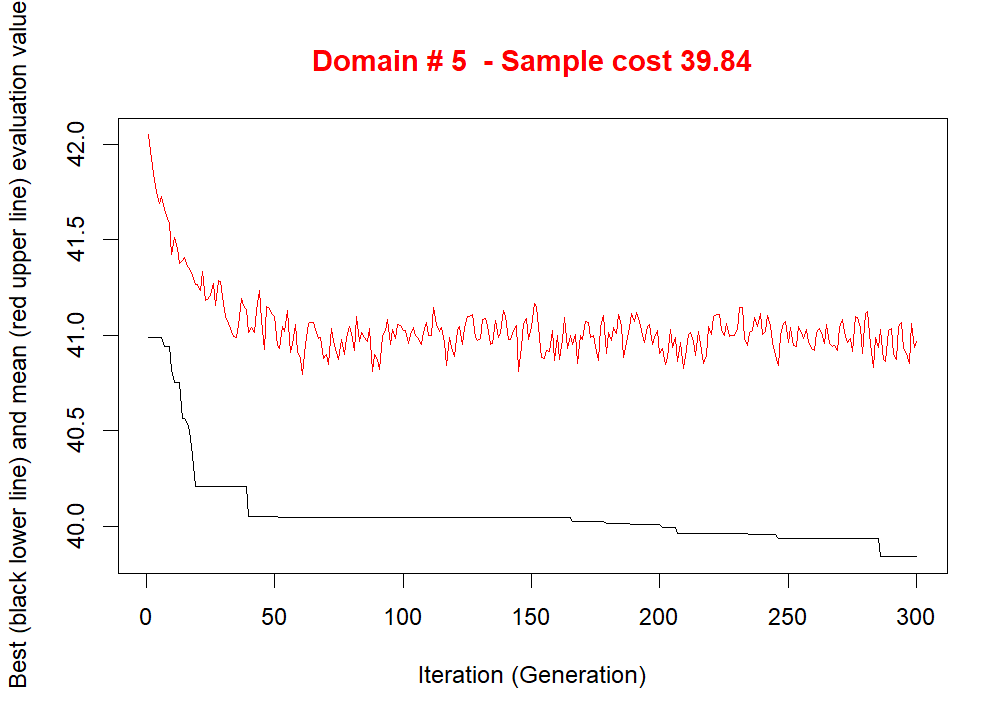 Domain # 5  - Sample cost 39.84
Best (black lower line) and mean (red upper line) evaluation value
42.0
41.5
41.0
40.5
40.0
0 50 100 150 200 250 300
Iteration (Generation)